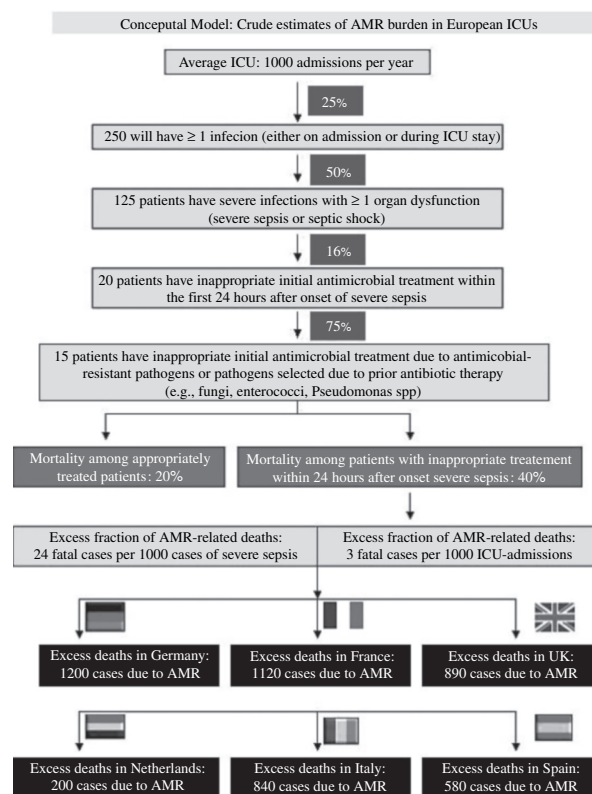 Conceputal Model: Crude estimates of AMR burden in European ICUs
Average ICU: 1000 admissions per year
25%
250 will have ≥ 1 infecion (either on admission or during ICU stay)
50%
125 patients have severe infections with ≥ 1 organ dysfunction
(severe sepsis or septic shock)
16%
20 patients have inappropriate initial antimicrobial treatment within
the first 24 hours after onset of severe sepsis
75%
15 patients have inappropriate initial antimicrobial treatment due to antimicobial-
resistant pathogens or pathogens selected due to prior antibiotic therapy
(e.g., fungi, enterococci, Pseudomonas spp)
Mortality among appropriately
treated patients: 20%
Mortality among patients with inappropriate treatement
within 24 hours after onset severe sepsis: 40%
Excess fraction of AMR-related deaths:
24 fatal cases per 1000 cases of severe sepsis
Excess fraction of AMR-related deaths:
3 fatal cases per 1000 ICU-admissions
Excess deaths in Germany:
1200 cases due to AMR
Excess deaths in France:
1120 cases due to AMR
Excess deaths in UK:
890 cases due to AMR
Excess deaths in Netherlands:
200 cases due to AMR
Excess deaths in Italy:
840 cases due to AMR
Excess deaths in Spain:
580 cases due to AMR